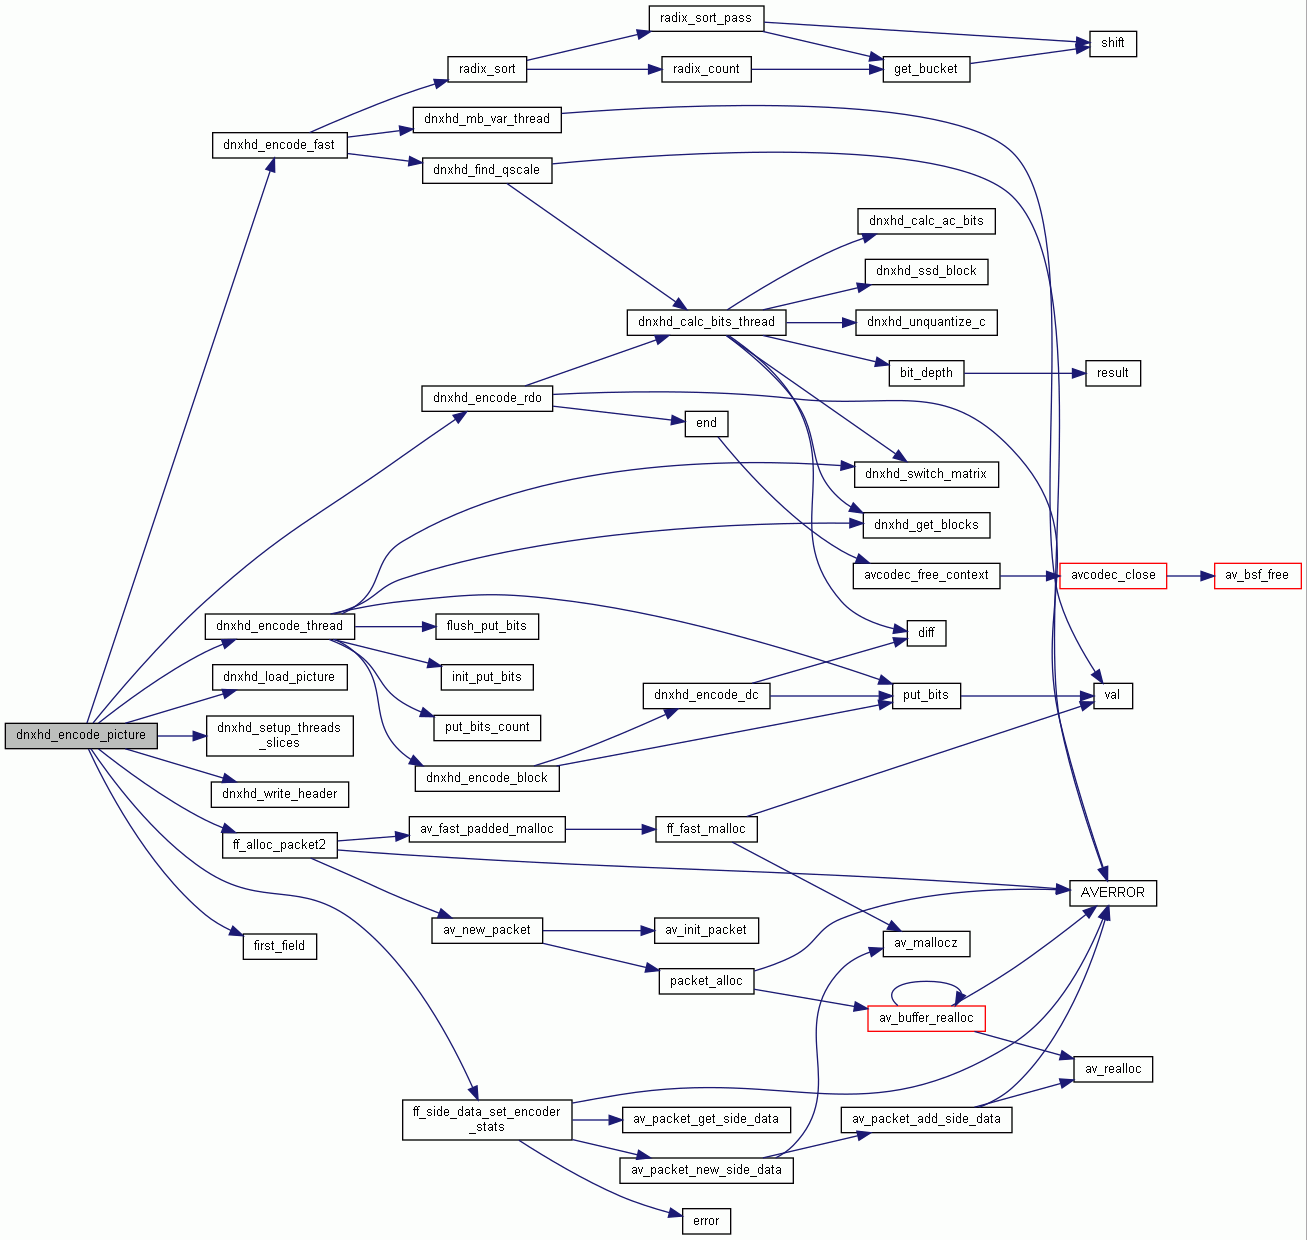 radix_sort_pass
shift
radix_sort
radix_count
get_bucket
dnxhd_mb_var_thread
dnxhd_encode_fast
dnxhd_find_qscale
dnxhd_calc_ac_bits
dnxhd_ssd_block
dnxhd_calc_bits_thread
dnxhd_unquantize_c
bit_depth
result
dnxhd_encode_rdo
end
dnxhd_switch_matrix
dnxhd_get_blocks
avcodec_free_context
avcodec_close
av_bsf_free
dnxhd_encode_thread
flush_put_bits
diff
dnxhd_load_picture
init_put_bits
dnxhd_encode_dc
put_bits
val
dnxhd_encode_picture
dnxhd_setup_threads
_slices
put_bits_count
dnxhd_encode_block
dnxhd_write_header
av_fast_padded_malloc
ff_fast_malloc
ff_alloc_packet2
AVERROR
av_new_packet
av_init_packet
first_field
av_mallocz
packet_alloc
av_buffer_realloc
av_realloc
ff_side_data_set_encoder
_stats
av_packet_get_side_data
av_packet_add_side_data
av_packet_new_side_data
error